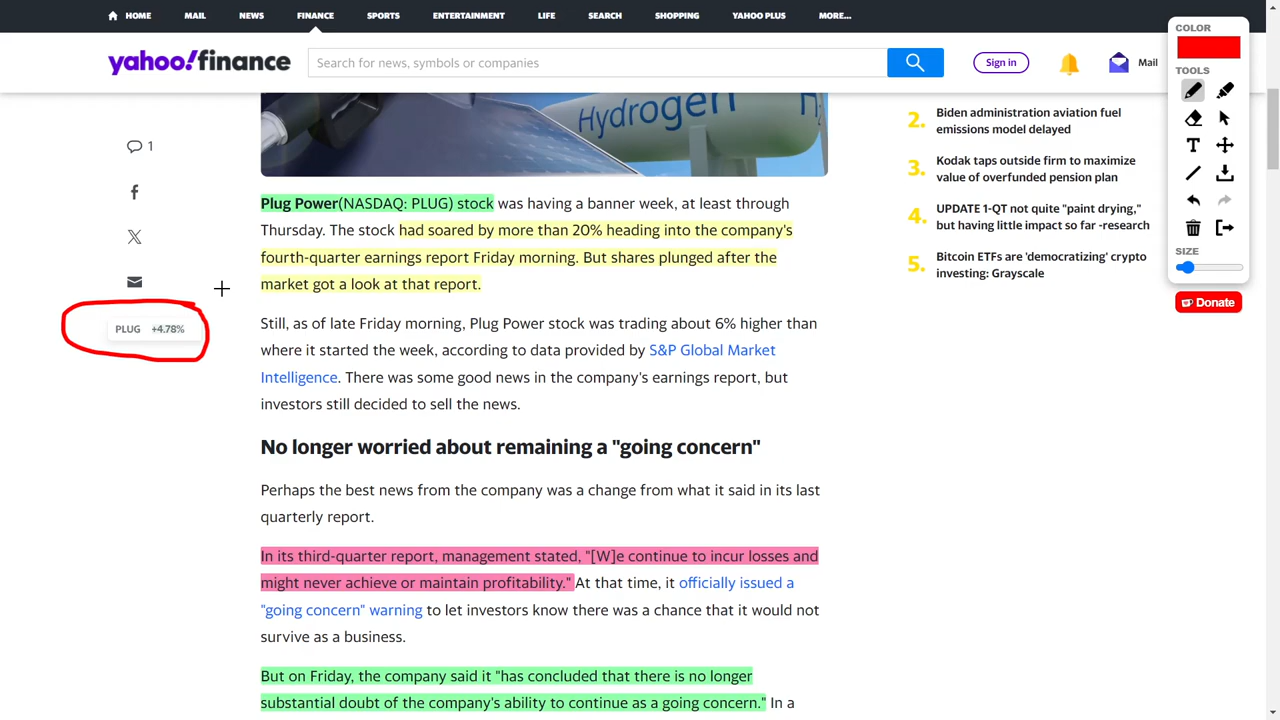 HOME MAIL NEWS FINANCE SPORTS ENTERTAINMENT LIFE SEARCH SHOPPING YAHOO PLUS MORE...
yahoo!finance
Search for news, symbols or companies
Sign in
Mail
COLOR
TOOLS
T
SIZE
Donate
Hydrogen
H
1
PLUG +4.78%
Plug Power(NASDAQ: PLUG) stock was having a banner week, at least through
Thursday. The stock had soared by more than 20% heading into the company's
fourth-quarter earnings report Friday morning. But shares plunged after the
market got a look at that report.
Still, as of late Friday morning, Plug Power stock was trading about 6% higher than
where it started the week, according to data provided by S&P Global Market
Intelligence. There was some good news in the company's earnings report, but
investors still decided to sell the news.
No longer worried about remaining a "going concern"
Perhaps the best news from the company was a change from what it said in its last
quarterly report.
In its third-quarter report, management stated, "[W]e continue to incur losses and
might never achieve or maintain profitability." At that time, it officially issued a
"going concern" warning to let investors know there was a chance that it would not
survive as a business.
But on Friday, the company said it "has concluded that there is no longer
substantial doubt of the company's ability to continue as a going concern." In a
2. Biden administration aviation fuel
emissions model delayed
3. Kodak taps outside firm to maximize
value of overfunded pension plan
4. UPDATE 1-QT not quite "paint drying,"
but having little impact so far -research
5. Bitcoin ETFs are 'democratizing' crypto
investing: Grayscale